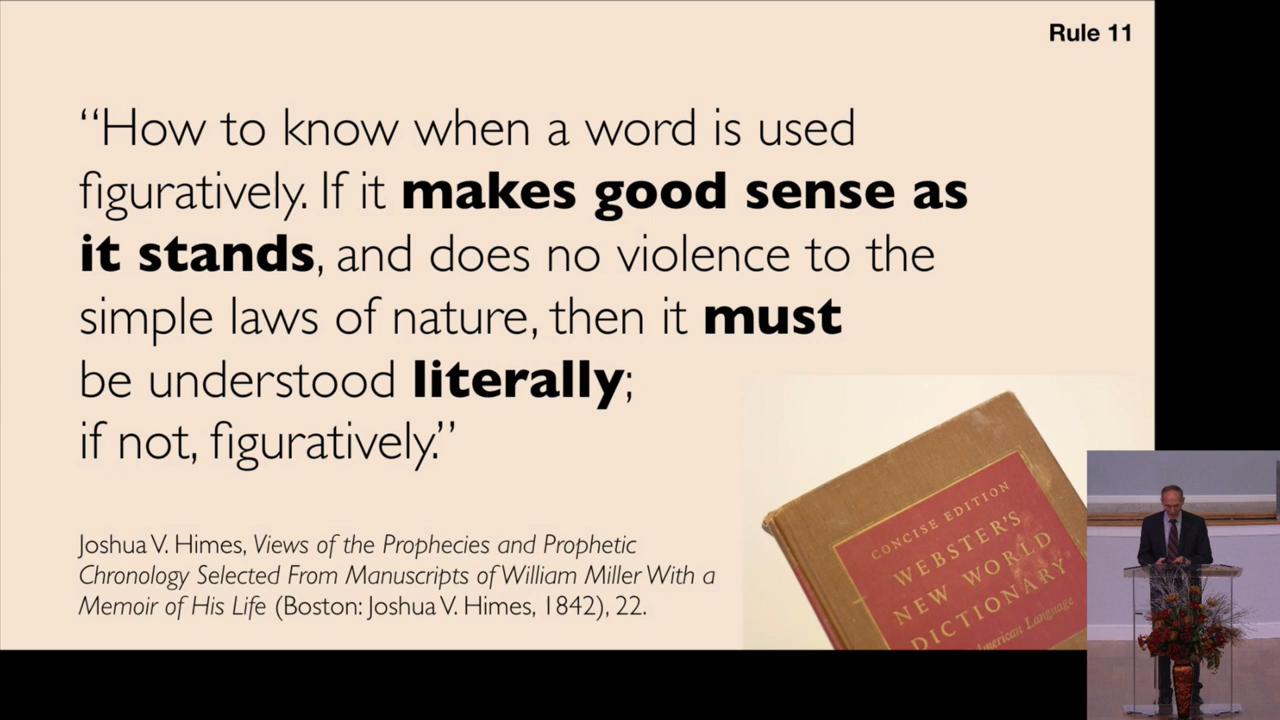 Rule 11
“How to know when a word is used
figuratively. If it makes good sense as
it stands, and does no violence to the
simple laws of nature, then it must
be understood literally;
if not, figuratively.”
Joshua V. Himes, Views of the Prophecies and Prophetic
Chronology Selected From Manuscripts of William Miller With a
Memoir of His Life (Boston: Joshua V. Himes, 1842), 22.
CONCISE EDITION
WEBSTER'S
NEW WORLD
DICTIONARY
American Language